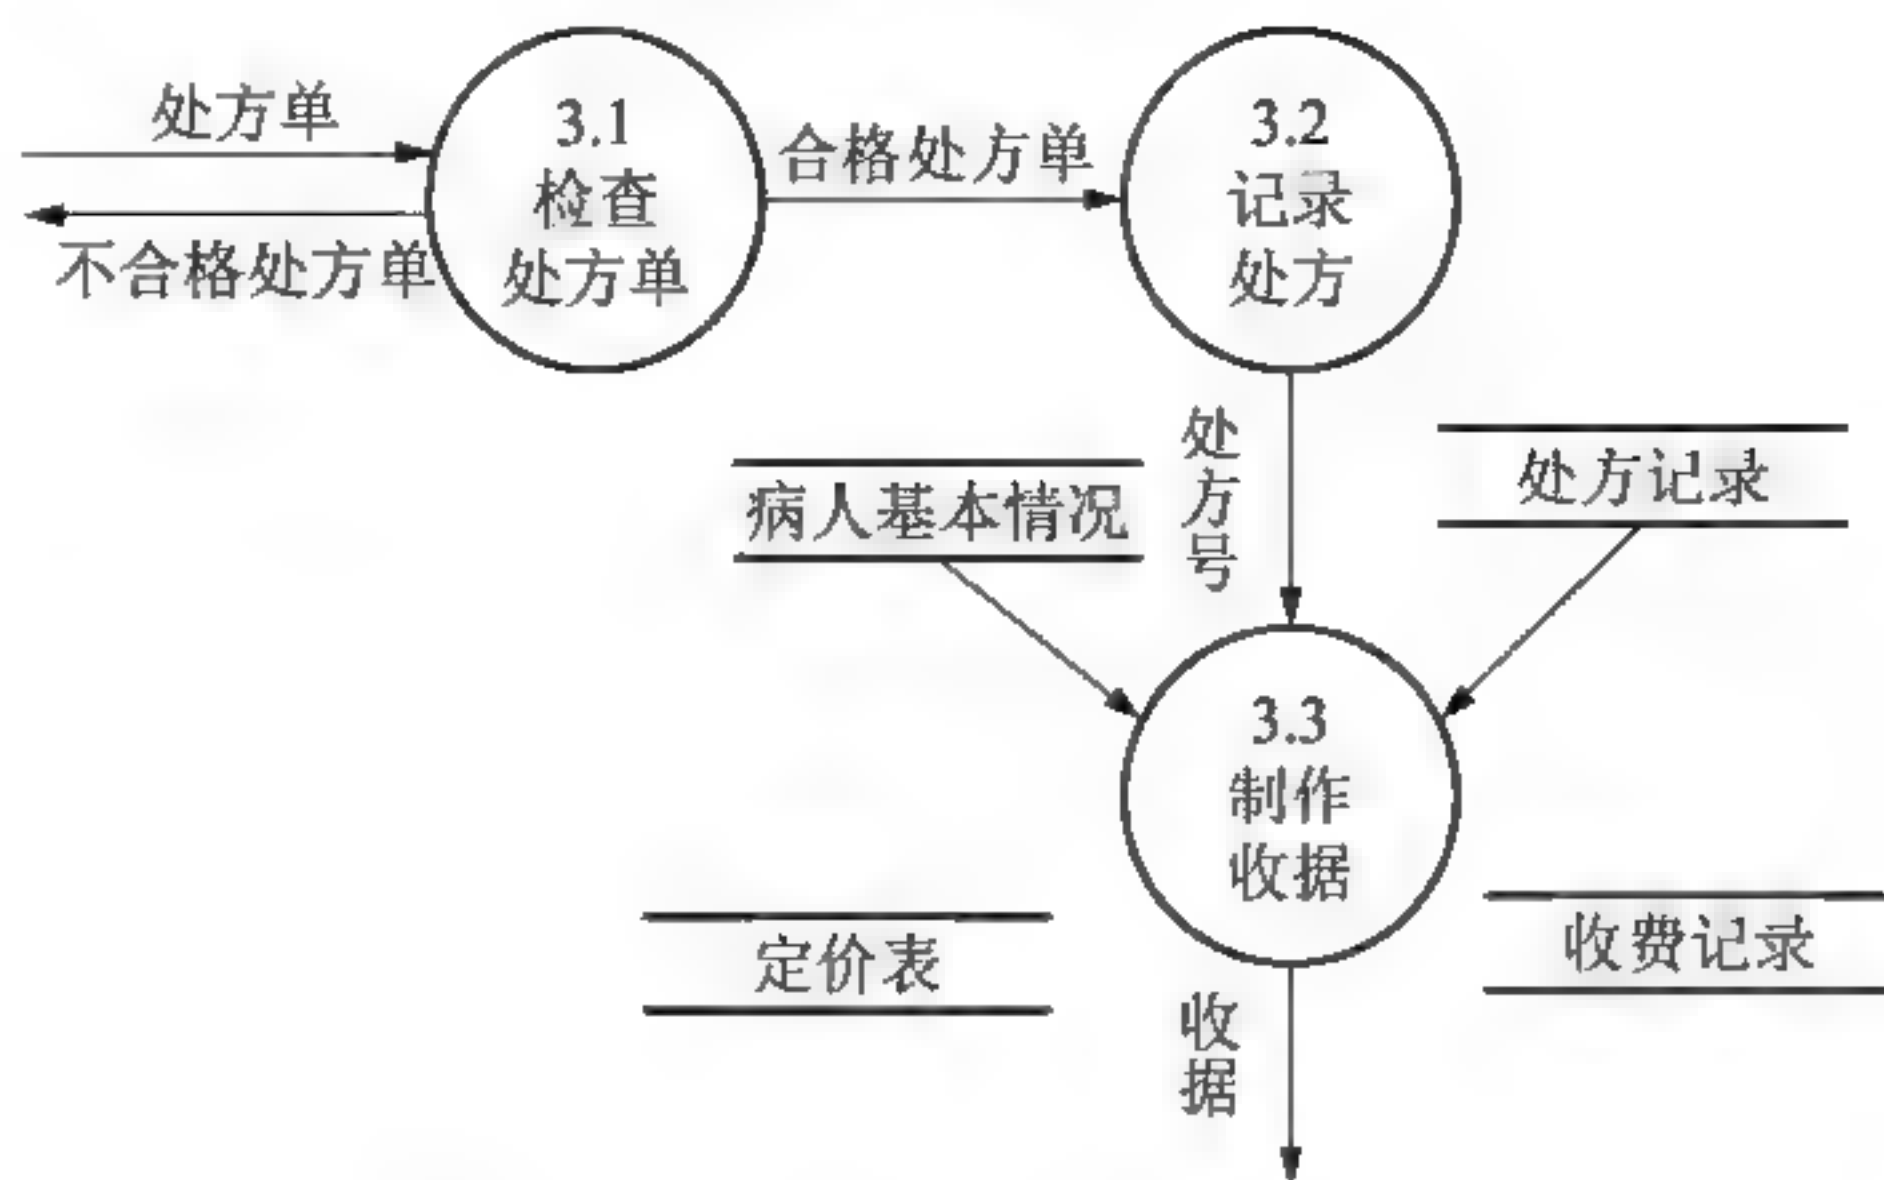 处方单
不合格处方单
3.1
检查
处方单
合格处方单
3.2
记录
处方
处方号
病人基本情况
处方记录
3.3
制作
收据
定价表
收费记录
收据